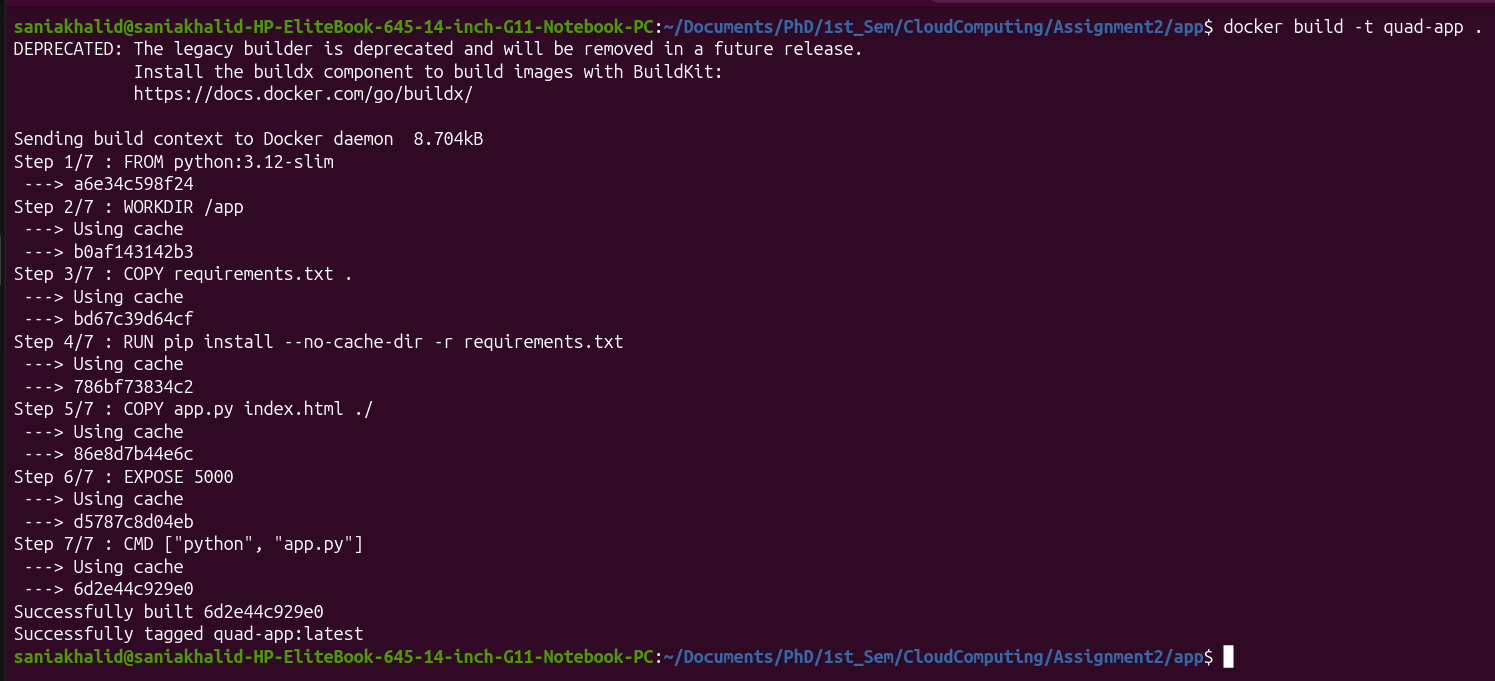 saniakhalid@saniakhalid-HP-EliteBook-645-14-inch-G11-Notebook-PC:~/Documents/PhD/1st_Sem/CloudComputing/Assignment2/app$ docker build -t quad-app .
DEPRECATED: The legacy builder is deprecated and will be removed in a future release.
            Install the buildx component to build images with BuildKit:
            https://docs.docker.com/go/buildx/

Sending build context to Docker daemon  8.704kB
Step 1/7 : FROM python:3.12-slim
 ---> a6e34c598f24
Step 2/7 : WORKDIR /app
 ---> Using cache
 ---> b0af143142b3
Step 3/7 : COPY requirements.txt .
 ---> Using cache
 ---> bd67c39d64cf
Step 4/7 : RUN pip install --no-cache-dir -r requirements.txt
 ---> Using cache
 ---> 786bf73834c2
Step 5/7 : COPY app.py index.html ./
 ---> Using cache
 ---> 86e8d7b44e6c
Step 6/7 : EXPOSE 5000
 ---> Using cache
 ---> d5787c8d04eb
Step 7/7 : CMD ["python", "app.py"]
 ---> Using cache
 ---> 6d2e44c929e0
Successfully built 6d2e44c929e0
Successfully tagged quad-app:latest
saniakhalid@saniakhalid-HP-EliteBook-645-14-inch-G11-Notebook-PC:~/Documents/PhD/1st_Sem/CloudComputing/Assignment2/app$